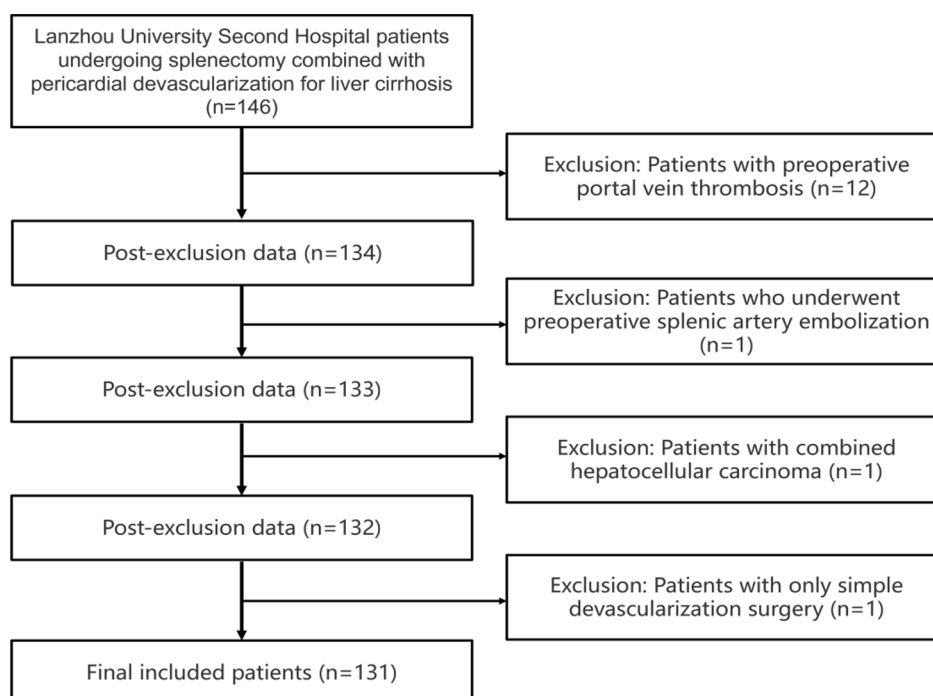 Lanzhou University Second Hospital patients
undergoing splenectomy combined with
pericardial devascularization for liver cirrhosis
(n=146)
Exclusion: Patients with preoperative
portal vein thrombosis (n=12)
Post-exclusion data (n=134)
Exclusion: Patients who underwent
preoperative splenic artery embolization
(n=1)
Post-exclusion data (n=133)
Exclusion: Patients with combined
hepatocellular carcinoma (n=1)
Post-exclusion data (n=132)
Exclusion: Patients with only simple
devascularization surgery (n=1)
Final included patients (n=131)